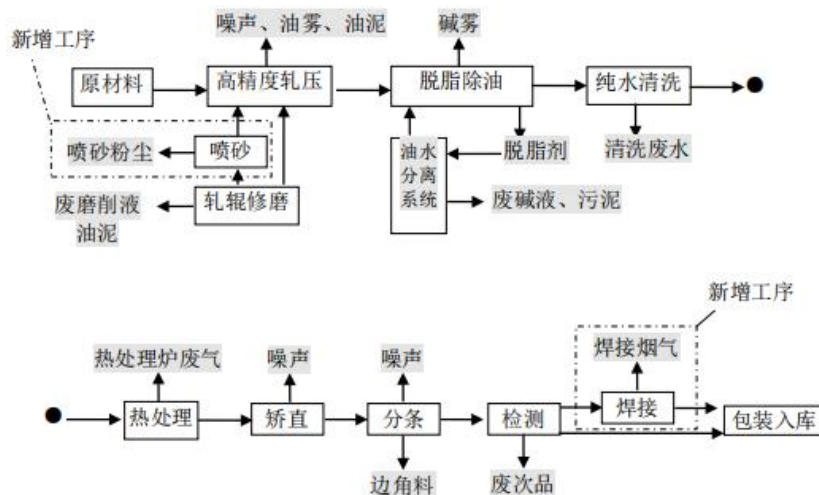 噪声、油雾、油泥
碱雾
新增工序
原材料
高精度轧压
脱脂除油
纯水清洗
喷砂粉尘
喷砂
油水
分离
系统
脱脂剂
清洗废水
废磨削液
油泥
轧辊修磨
废碱液、污泥
新增工序
热处理炉废气
噪声
噪声
焊接烟气
热处理
矫直
分条
检测
焊接
包装入库
边角料
废次品